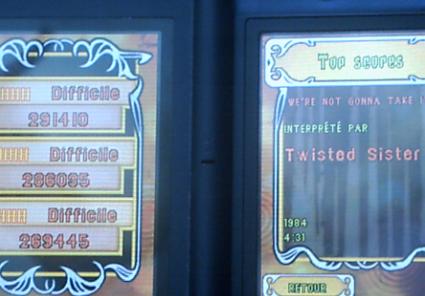 Difficile
291410
Difficile
286095
Difficile
269445
Top scores
WE'RE NOT GONNA TAKE I
INTERPRÉTÉ PAR
Twisted Sister
1984
4:31
RETOUR